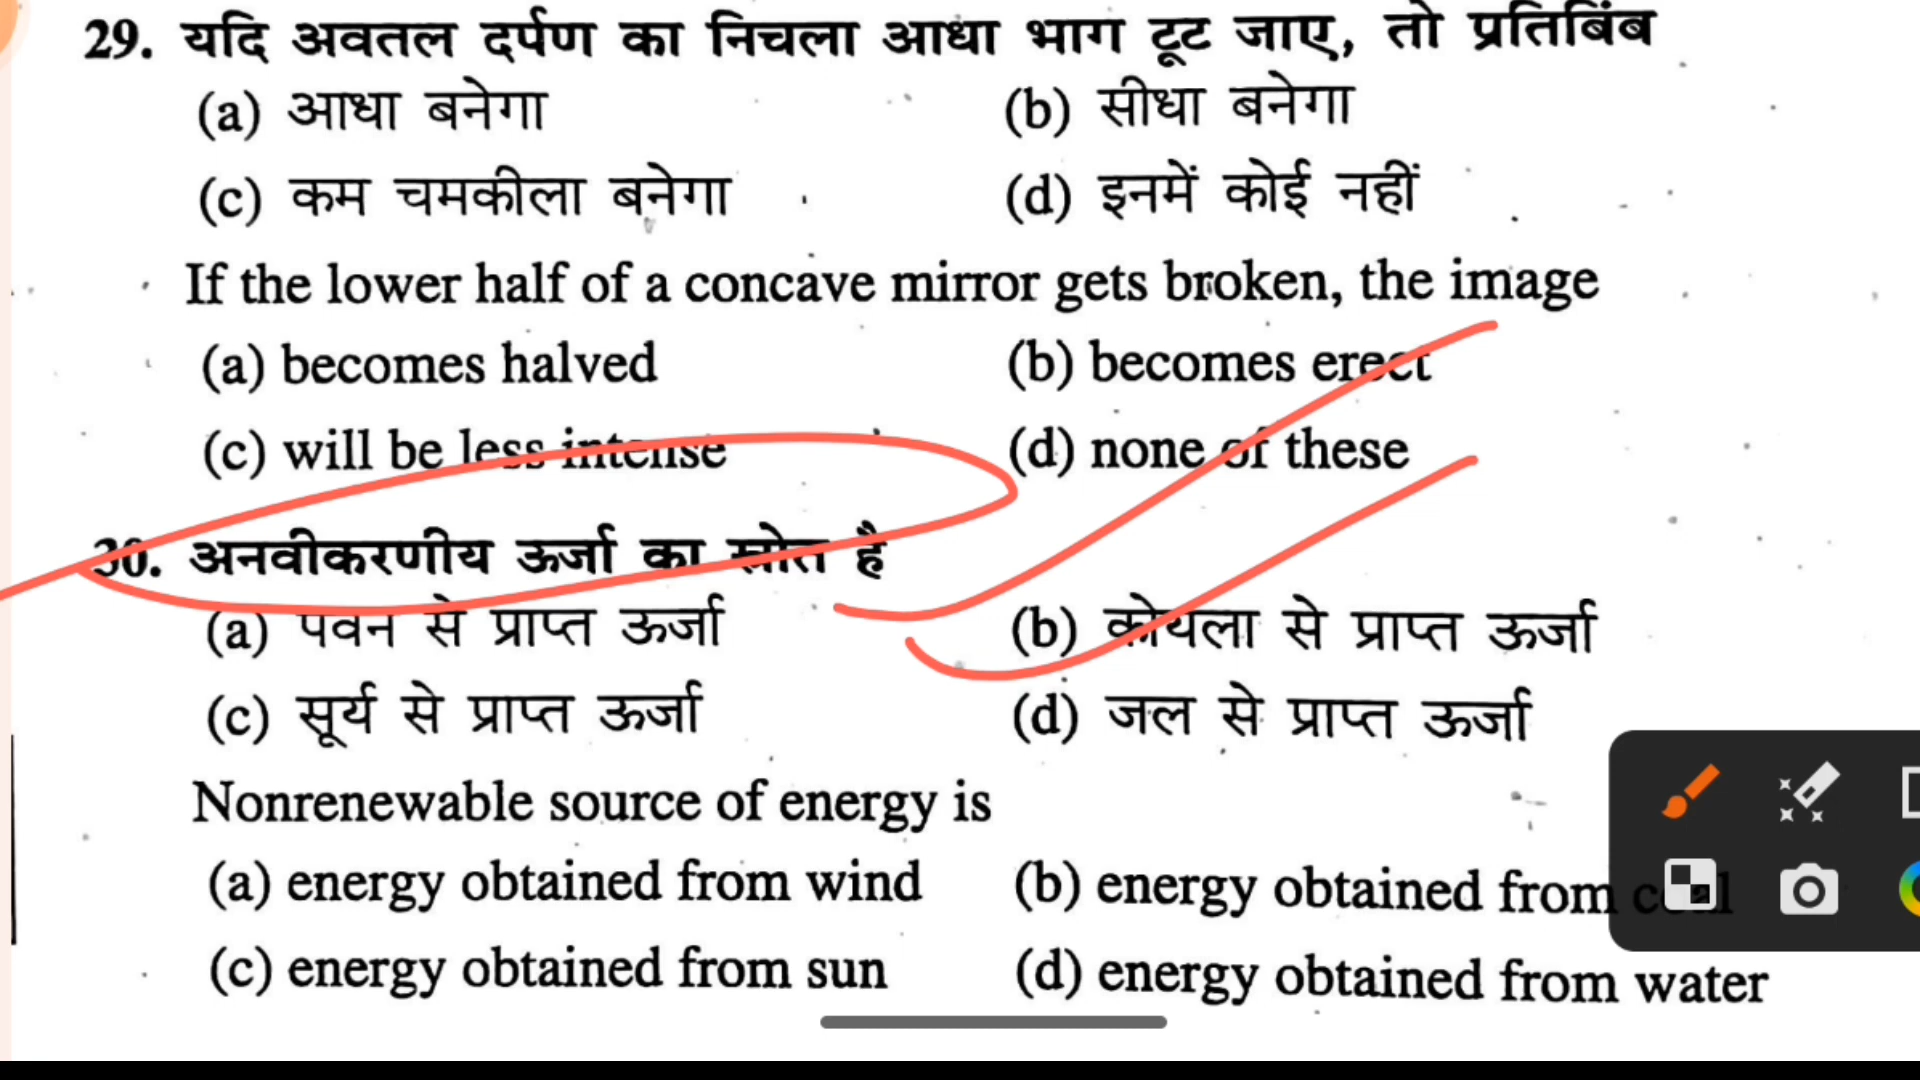 29. यदि अवतल दर्पण का निचला आधा भाग टूट जाए, तो प्रतिबिंब
(a) आधा बनेगा (b) सीधा बनेगा
(c) कम चमकीला बनेगा (d) इनमें कोई नहीं
If the lower half of a concave mirror gets broken, the image
(a) becomes halved (b) becomes erect
(c) will be less intense (d) none of these
30. अनवीकरणीय ऊर्जा का स्रोत है
(a) पवन से प्राप्त ऊर्जा (b) कोयला से प्राप्त ऊर्जा
(c) सूर्य से प्राप्त ऊर्जा (d) जल से प्राप्त ऊर्जा
Nonrenewable source of energy is
(a) energy obtained from wind (b) energy obtained from coal
(c) energy obtained from sun (d) energy obtained from water